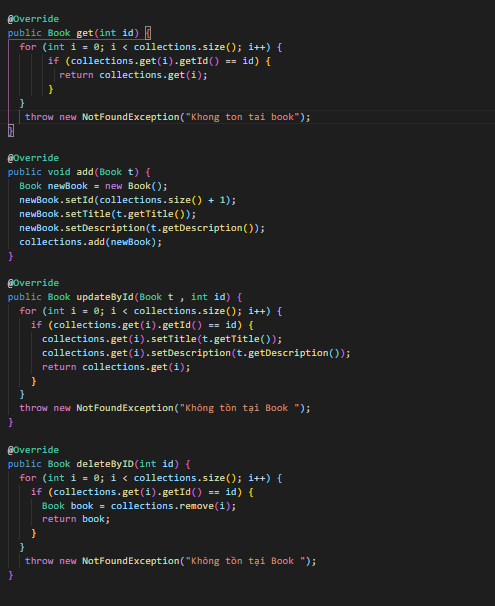 @Override
public Book get(int id) {
for (int i = 0; i < collections.size(); i++) {
if (collections.get(i).getId() == id) {
return collections.get(i);
}
}
throw new NotFoundException("Khong ton tai book");
}
@Override
public void add(Book t) {
Book newBook = new Book();
newBook.setId(collections.size() + 1);
newBook.setTitle(t.getTitle());
newBook.setDescription(t.getDescription());
collections.add(newBook);
}
@Override
public Book updateById(Book t , int id) {
for (int i = 0; i < collections.size(); i++) {
if (collections.get(i).getId() == id) {
collections.get(i).setTitle(t.getTitle());
collections.get(i).setDescription(t.getDescription());
return collections.get(i);
}
}
throw new NotFoundException("Không tồn tại Book ");
}
@Override
public Book deleteByID(int id) {
for (int i = 0; i < collections.size(); i++) {
if (collections.get(i).getId() == id) {
Book book = collections.remove(i);
return book;
}
}
throw new NotFoundException("Không tồn tại Book ");
}